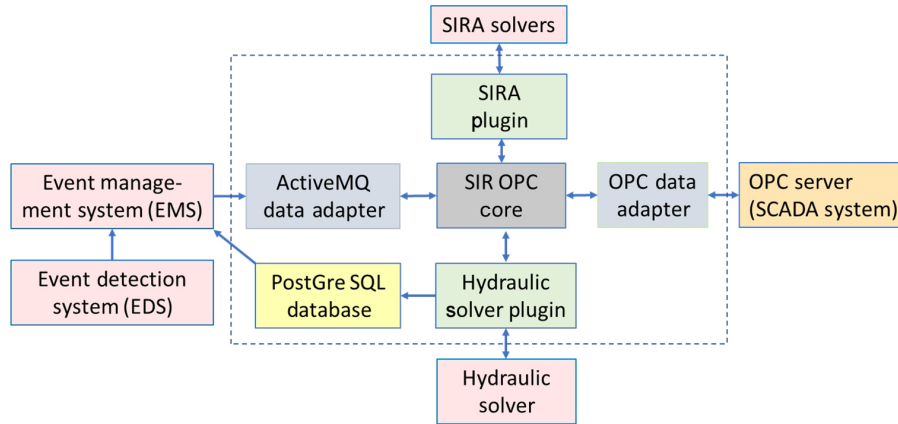 SIRA solvers
SIRA
plugin
Event manage-
ment system (EMS)
ActiveMQ
data adapter
SIR OPC
core
OPC data
adapter
OPC server
(SCADA system)
Event detection
system (EDS)
PostGre SQL
database
Hydraulic
solver plugin
Hydraulic
solver